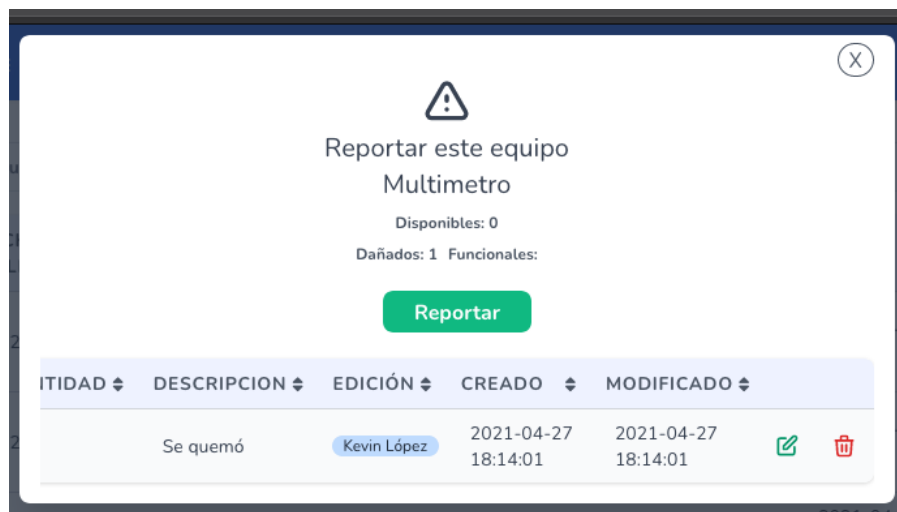 X
Reportar este equipo
Multimetro
Disponibles: 0
Dañados: 1 Funcionales:
Reportar
NTIDAD DESCRIPCION EDICIÓN CREADO MODIFICADO
Se quemó Kevin López 2021-04-27 18:14:01 2021-04-27 18:14:01